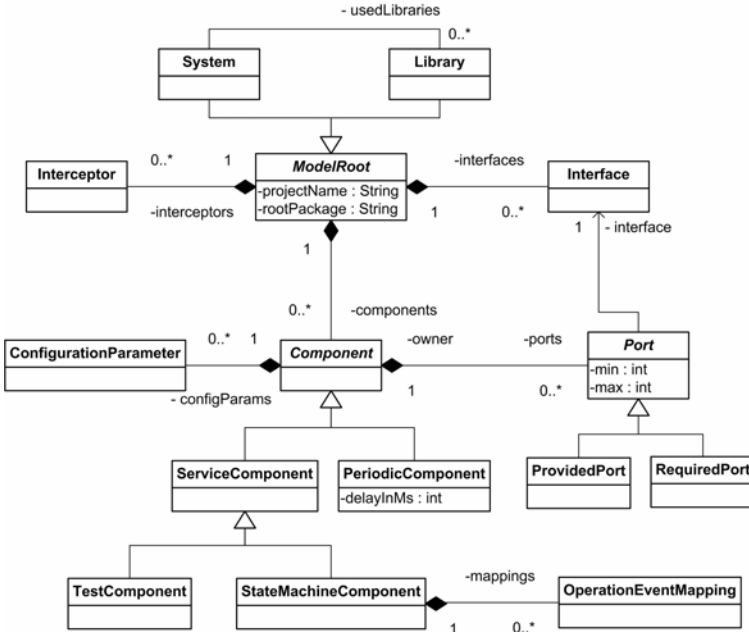 - usedLibraries
0..*
System
Library
ModelRoot
-projectName : String
-rootPackage : String
Interceptor
0..*
1
-interceptors
-interfaces
1
0..*
Interface
1
- interface
1
0..*
-components
ConfigurationParameter
0..*
1
- configParams
Component
-owner
1
-ports
0..*
Port
-min : int
-max : int
ServiceComponent
PeriodicComponent
-delayInMs : int
ProvidedPort
RequiredPort
TestComponent
StateMachineComponent
-mappings
1
0..*
OperationEventMapping